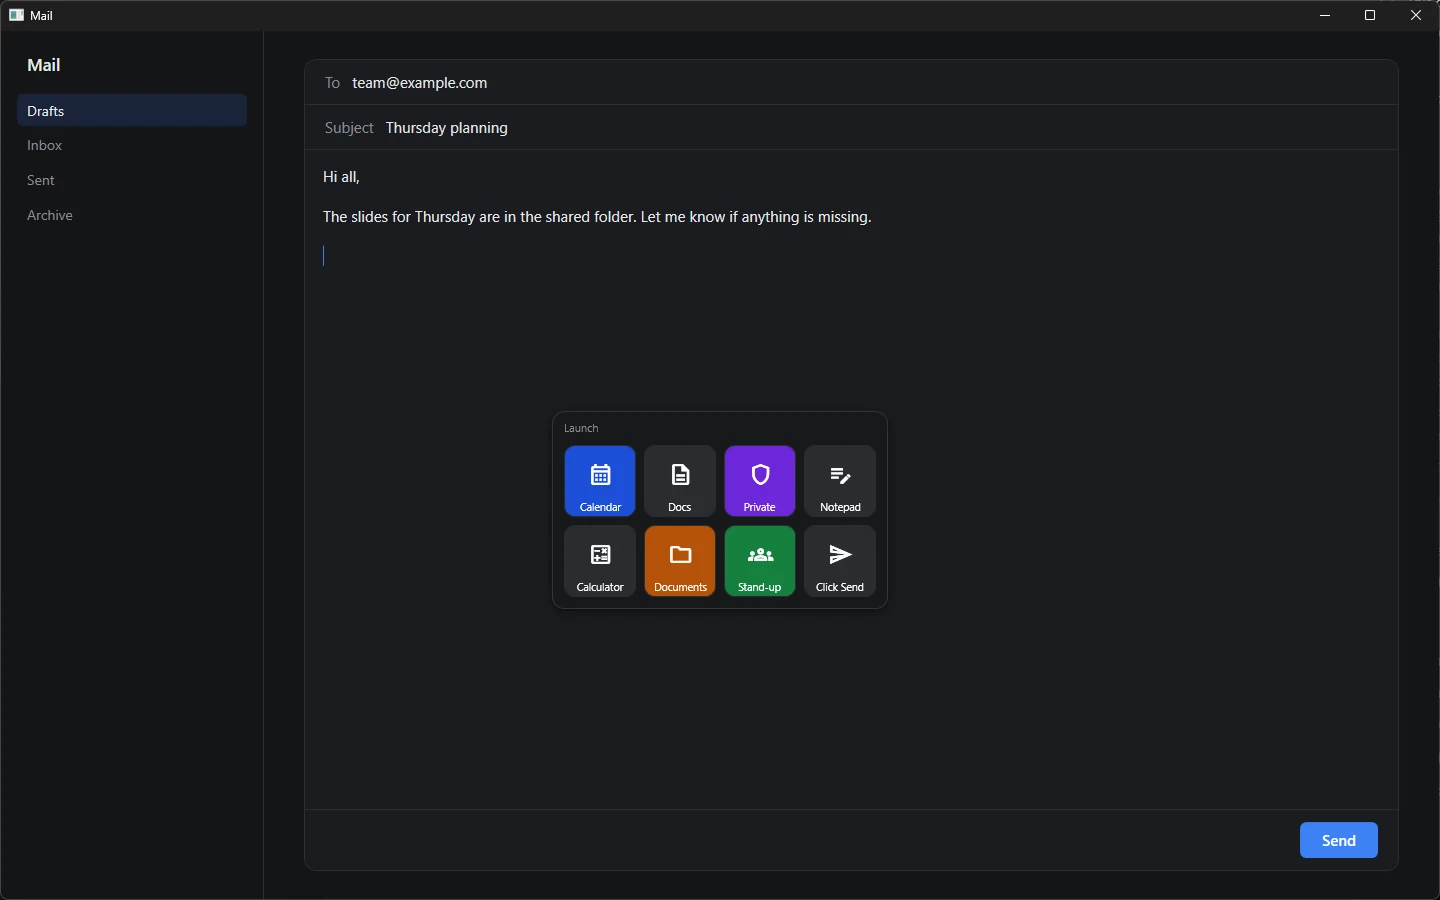 Mail
Mail
Drafts
Inbox
Sent
Archive
To team@example.com
Subject Thursday planning
Hi all,
The slides for Thursday are in the shared folder. Let me know if anything is missing.
Launch
Calendar Docs Private Notepad
Calculator Documents Stand-up Click Send
Send